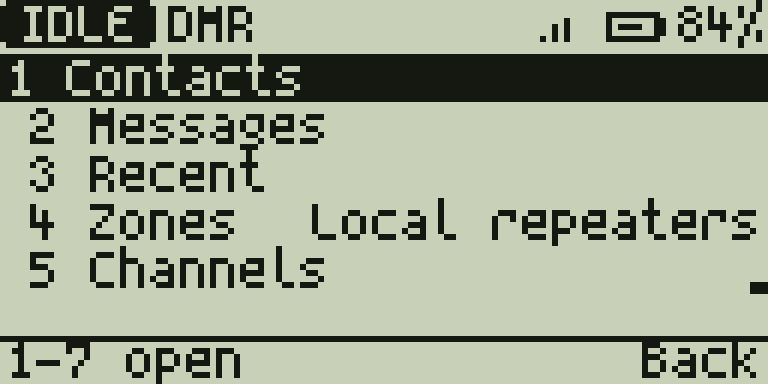 IDLE DMR 84%
1 Contacts
2 Messages
3 Recent
4 Zones Local repeaters
5 Channels
1-7 open Back